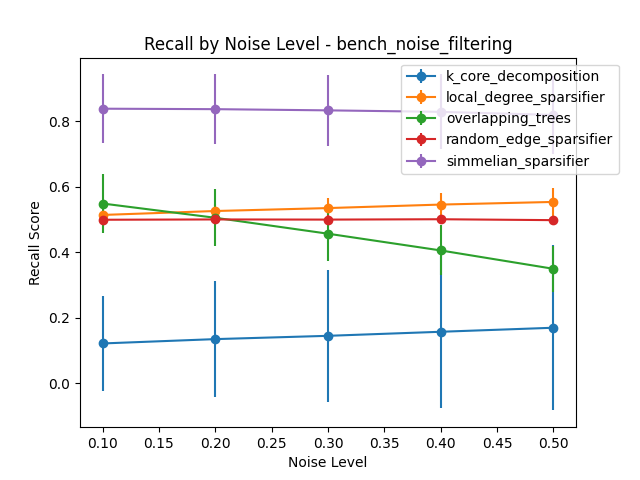 Recall by Noise Level - bench_noise_filtering
k_core_decomposition
local_degree_sparsifier
overlapping_trees
random_edge_sparsifier
simmelian_sparsifier
Recall Score
0.8
0.6
0.4
0.2
0.0
0.10 0.15 0.20 0.25 0.30 0.35 0.40 0.45 0.50
Noise Level